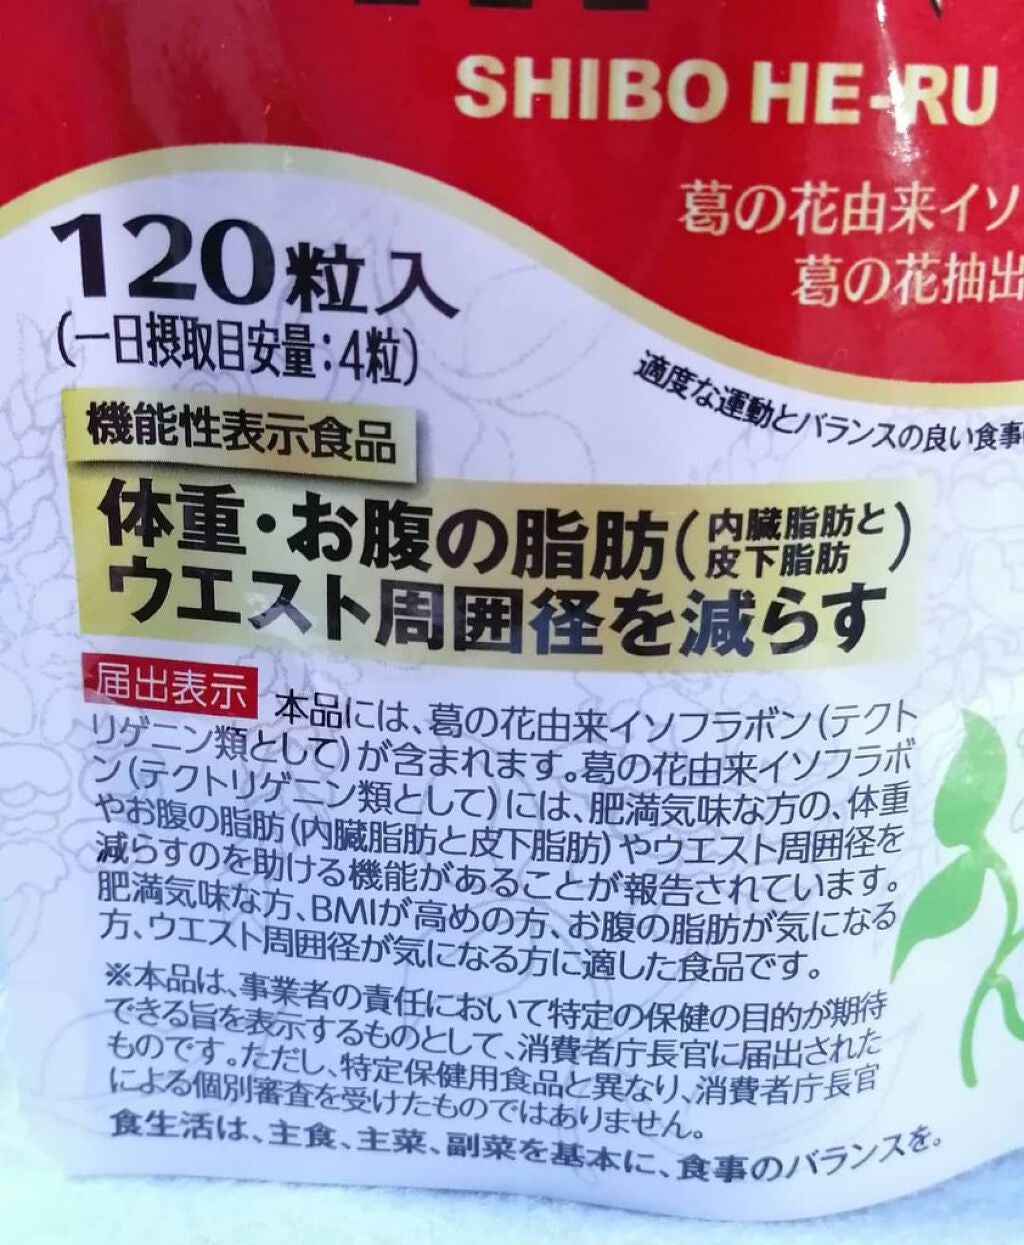 SHIBO HE-RU
葛の花由来イソ
葛の花抽出
120粒入
(一日摂取目安量:4粒)
適度な運動とバランスの良い食事
機能性表示食品
体重・お腹の脂肪(内臓脂肪と皮下脂肪)
ウエスト周囲径を減らす
届出表示 本品には、葛の花由来イソフラボン(テクト
リゲニン類として)が含まれます。葛の花由来イソフラボ
ン(テクトリゲニン類として)には、肥満気味な方の、体重
やお腹の脂肪(内臓脂肪と皮下脂肪)やウエスト周囲径を
減らすのを助ける機能があることが報告されています。
肥満気味な方、BMIが高めの方、お腹の脂肪が気になる
方、ウエスト周囲径が気になる方に適した食品です。
※本品は、事業者の責任において特定の保健の目的が期待
できる旨を表示するものとして、消費者庁長官に届出された
ものです。ただし、特定保健用食品と異なり、消費者庁長官
による個別審査を受けたものではありません。
食生活は、主食、主菜、副菜を基本に、食事のバランスを。